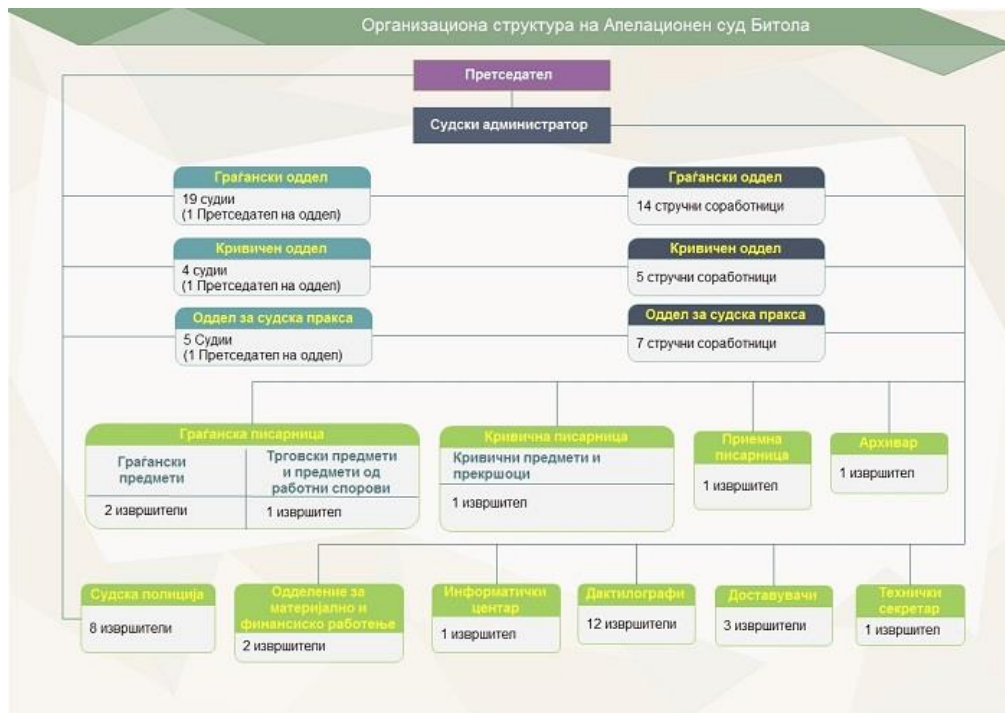 Организациона структура на Апелационен суд Битола
Претседател
Судски администратор
Граѓански оддел
19 судии
(1 Претседател на оддел)
Граѓански оддел
14 стручни соработници
Кривичен оддел
4 судии
(1 Претседател на оддел)
Кривичен оддел
5 стручни соработници
Оддел за судска пракса
5 Судии
(1 Претседател на оддел)
Оддел за судска пракса
7 стручни соработници
Граѓанска писарница
Граѓански
предмети
2 извршители
Трговски предмети
и предмети од
работни спорови
1 извршител
Кривична писарница
Кривични предмети и
прекршоци
1 извршител
Приемна
писарница
1 извршител
Архивар
1 извршител
Судска полиција
8 извршители
Одделение за
материјално и
финансиско работење
2 извршители
Информатички
центар
1 извршител
Дактилографи
12 извршители
Доставувачи
3 извршители
Технички
секретар
1 извршител